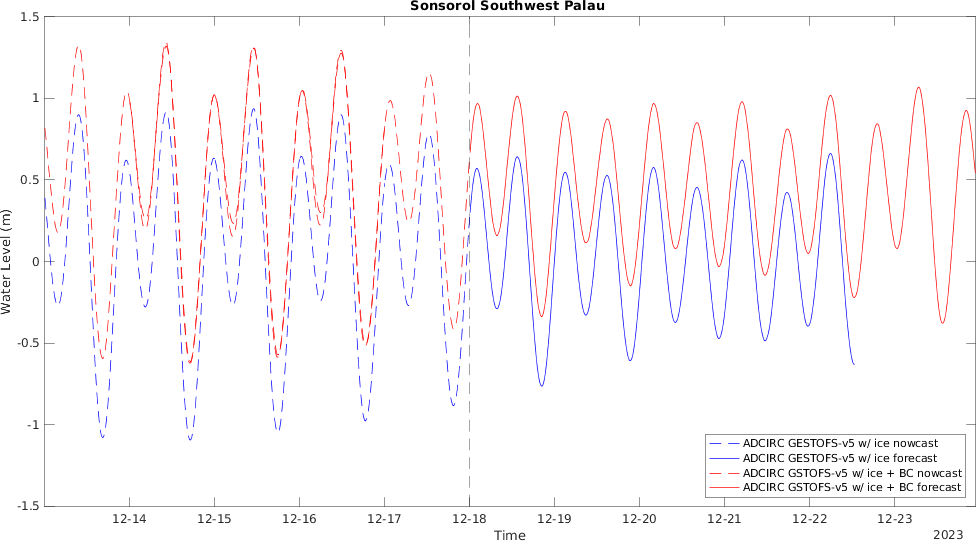 Sonsorol Southwest Palau
1.5
1
0.5
0
-0.5
-1
-1.5
Water Level (m)
ADCIRC GESTOFS-v5 w/ ice nowcast
ADCIRC GESTOFS-v5 w/ ice forecast
ADCIRC GSTOFS-v5 w/ ice + BC nowcast
ADCIRC GSTOFS-v5 w/ ice + BC forecast
12-14 12-15 12-16 12-17 12-18 12-19 12-20 12-21 12-22 12-23
Time
2023